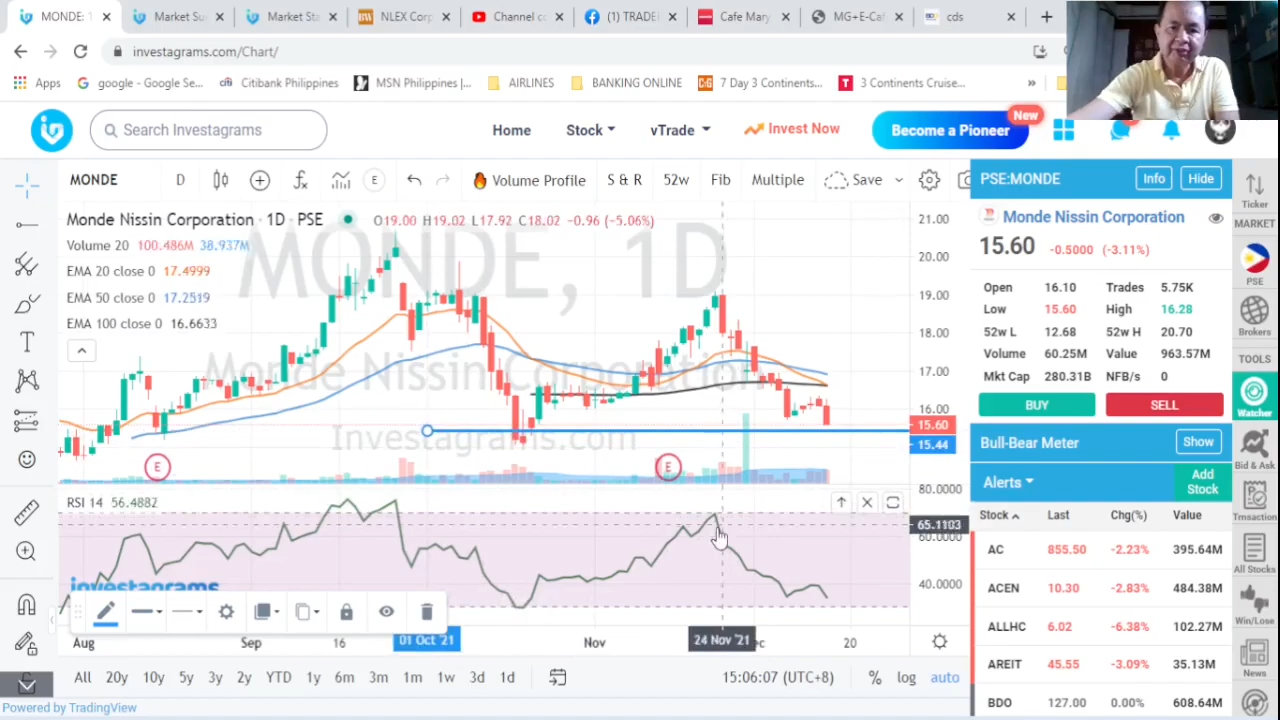 MONDE: 1D
Market Su
Market Sta
NLEX Corp
Channel co
(1) TRADE
Cafe Mary
MG+E-Caf
cds
investagrams.com/Chart/
Apps
google - Google Se...
Citibank Philippines
MSN Philippines |...
AIRLINES
BANKING ONLINE
7 Day 3 Continents...
3 Continents Cruise...
»
Search Investagrams
Home
Stock
vTrade
Invest Now
Become a Pioneer
New
MONDE
D
E
Volume Profile
S & R
52w
Fib
Multiple
Save
PSE:MONDE
Info
Hide
Ticker
Monde Nissin Corporation · 1D · PSE
O19.00 H19.02 L17.92 C18.02 -0.96 (-5.06%)
Volume 20 100.486M 38.937M
EMA 20 close 0 17.4999
EMA 50 close 0 17.2519
EMA 100 close 0 16.6633
MONDE, 1D
Monde Nissin Corporation
Investagrams.com
21.00
20.00
19.00
18.00
17.00
16.00
15.60
15.44
E
E
Monde Nissin Corporation
15.60 -0.5000 (-3.11%)
Open 16.10 Trades 5.75K
Low 15.60 High 16.28
52w L 12.68 52w H 20.70
Volume 60.25M Value 963.57M
Mkt Cap 280.31B NFB/s 0
BUY
SELL
Bull-Bear Meter
Show
Alerts
Add
Stock
Stock Last Chg(%) Value
AC 855.50 -2.23% 395.64M
ACEN 10.30 -2.83% 484.38M
ALLHC 6.02 -6.38% 102.27M
AREIT 45.55 -3.09% 35.13M
BDO 127.00 0.00% 608.64M
MARKET
PSE
Brokers
TOOLS
Watcher
Bid & Ask
Trnsaction
All Stocks
Win/Lose
News
RSI 14 56.4882
80.0000
65.1103
60.0000
40.0000
investagrams
Aug
Sep
16
01 Oct '21
Nov
24 Nov '21
20
All
20y
10y
5y
3y
2y
YTD
1y
6m
3m
1m
1w
3d
1d
15:06:07 (UTC+8)
%
log
auto
Powered by TradingView